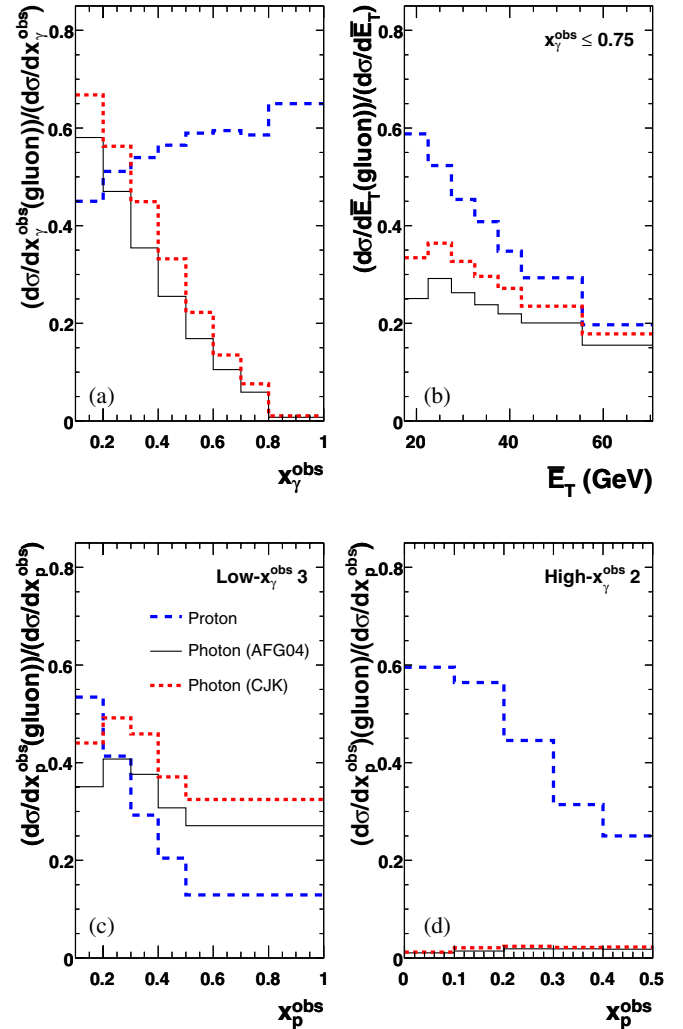 (dσ/dx_γ^obs(gluon))/(dσ/dx_γ^obs)
0.8
0.6
0.4
0.2
0
(a)
0.2 0.4 0.6 0.8 1
x_γ^obs
(dσ/dE̅_T(gluon))/(dσ/dE̅_T)
x_γ^obs ≤ 0.75
0.8
0.6
0.4
0.2
0
(b)
20 40 60
E̅_T (GeV)
(dσ/dx_p^obs(gluon))/(dσ/dx_p^obs)
Low-x_γ^obs 3
Proton
Photon (AFG04)
Photon (CJK)
0.8
0.6
0.4
0.2
0
(c)
0.2 0.4 0.6 0.8 1
x_p^obs
(dσ/dx_p^obs)(gluon)/(dσ/dx_p^obs)
High-x_γ^obs 2
0.8
0.6
0.4
0.2
0
(d)
0 0.1 0.2 0.3 0.4 0.5
x_p^obs